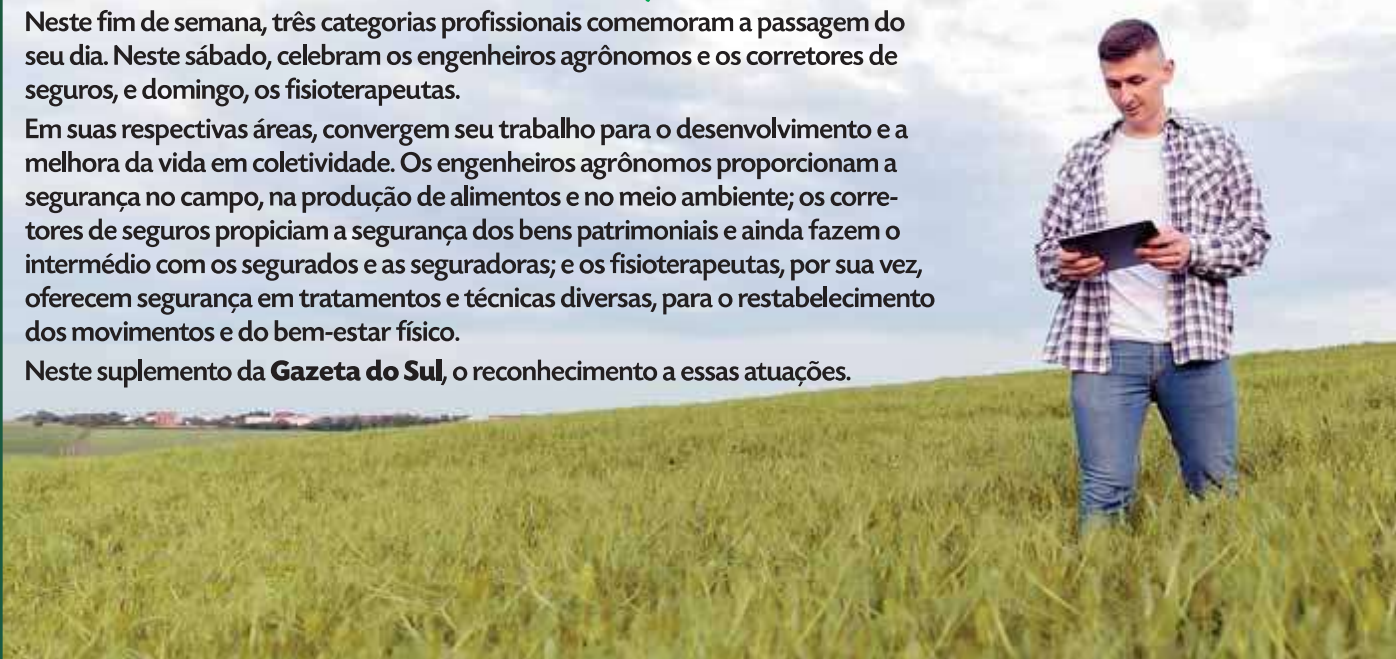 Neste fim de semana, três categorias profissionais comemoram a passagem do
seu dia. Neste sábado, celebram os engenheiros agrônomos e os corretores de
seguros, e domingo, os fisioterapeutas.
Em suas respectivas áreas, convergem seu trabalho para o desenvolvimento e a
melhora da vida em coletividade. Os engenheiros agrônomos proporcionam a
segurança no campo, na produção de alimentos e no meio ambiente; os corre-
tores de seguros propiciam a segurança dos bens patrimoniais e ainda fazem o
intermédio com os segurados e as seguradoras; e os fisioterapeutas, por sua vez,
oferecem segurança em tratamentos e técnicas diversas, para o restabelecimento
dos movimentos e do bem-estar físico.
Neste suplemento da Gazeta do Sul, o reconhecimento a essas atuações.